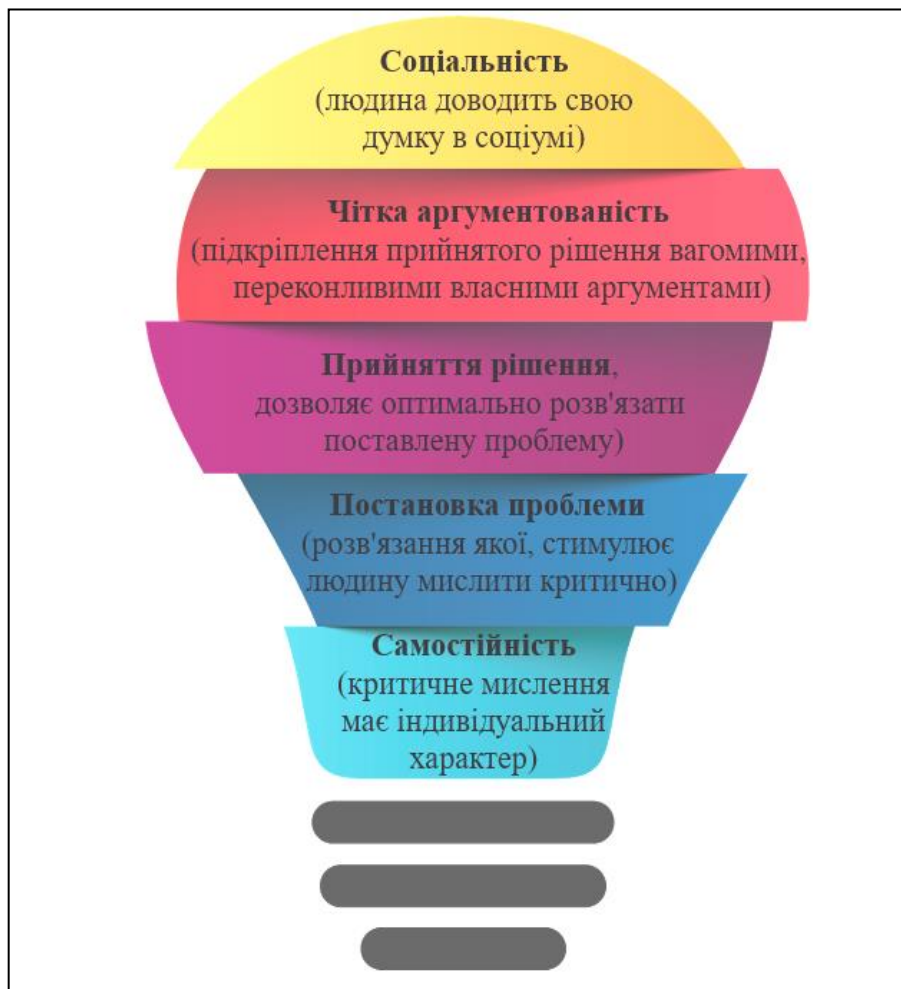 Соціальність
(людина доводить свою
думку в соціумі)
Чітка аргументованість
(підкріплення прийнятого рішення вагомими,
переконливими власними аргументами)
Прийняття рішення,
дозволяє оптимально розв'язати
поставлену проблему)
Постановка проблеми
(розв'язання якої, стимулює
людину мислити критично)
Самостійність
(критичне мислення
має індивідуальний
характер)